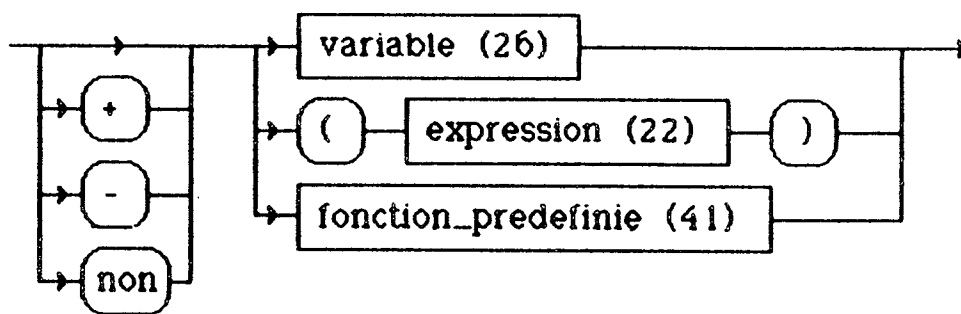 variable (26)
+
( expression (22) )
-
fonction_predefinie (41)
non